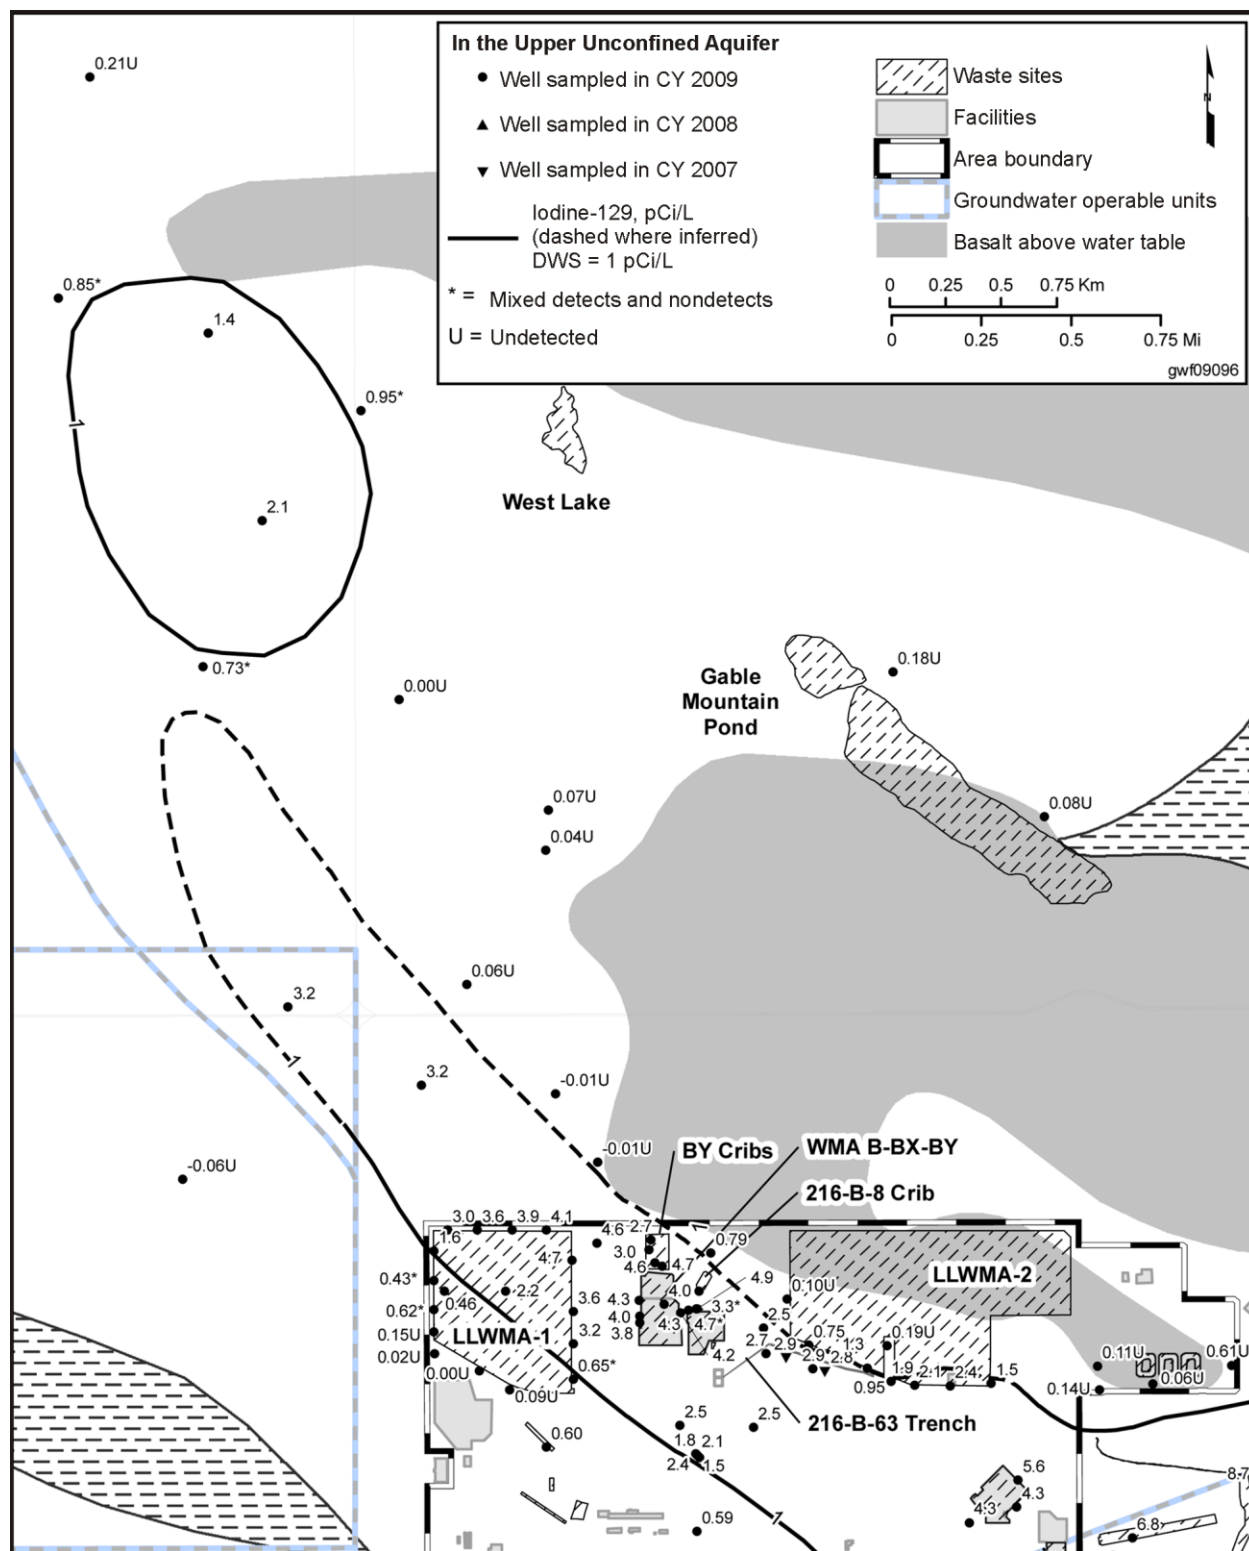 In the Upper Unconfined Aquifer
Well sampled in CY 2009
Well sampled in CY 2008
Well sampled in CY 2007
Iodine-129, pCi/L
(dashed where inferred)
DWS = 1 pCi/L
* = Mixed detects and nondetects
U = Undetected
Waste sites
Facilities
Area boundary
Groundwater operable units
Basalt above water table
N
0 0.25 0.5 0.75 Km
0 0.25 0.5 0.75 Mi
gwf09096
0.21U
0.85*
1.4
0.95*
1
2.1
West Lake
0.73*
0.00U
0.18U
Gable
Mountain
Pond
0.07U
0.08U
0.04U
0.06U
3.2
1
3.2
-0.01U
-0.01U
-0.06U
BY Cribs
WMA B-BX-BY
216-B-8 Crib
3.0 3.6 3.9 4.1
4.6 2.7
1
0.79
1.6
3.0
4.7
4.6
4.7
4.9
LLWMA-2
0.43*
0.46
2.2
4.0
0.10U
0.62*
3.6
4.3
3.3*
4.0
4.3
4.7*
2.5
LLWMA-1
0.15U
3.2
3.8
0.75
1.3
0.19U
0.02U
4.2
2.7
2.9
2.9
2.8
0.00U
0.65*
0.11U
0.61U
0.09U
0.95
1.9
2.1
2.4
1.5
0.06U
0.14U
2.5
2.5
216-B-63 Trench
0.60
1.8
2.1
2.4
1.5
5.6
8.7
4.3
4.3
0.59
1
6.8